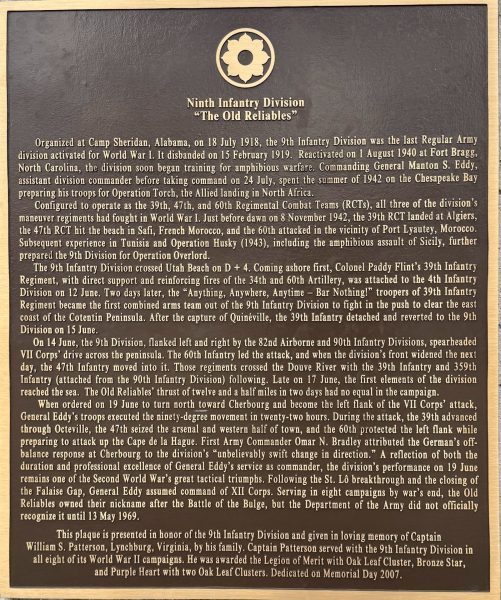 Ninth Infantry Division
"The Old Reliables"
Organized at Camp Sheridan, Alabama, on 18 July 1918, the 9th Infantry Division was the last Regular Army
division activated for World War I. It disbanded on 15 February 1919. Reactivated on 1 August 1940 at Fort Bragg,
North Carolina, the division soon began training for amphibious warfare. Commanding General Manton S. Eddy,
assistant division commander before taking command on 24 July, spent the summer of 1942 on the Chesapeake Bay
preparing his troops for Operation Torch, the Allied landing in North Africa.
Configured to operate as the 39th, 47th, and 60th Regimental Combat Teams (RCTs), all three of the division's
maneuver regiments had fought in World War I. Just before dawn on 8 November 1942, the 39th RCT landed at Algiers,
the 47th RCT hit the beach in Safi, French Morocco, and the 60th attacked in the vicinity of Port Lyautey, Morocco.
Subsequent experience in Tunisia and Operation Husky (1943), including the amphibious assault of Sicily, further
prepared the 9th Division for Operation Overlord.
The 9th Infantry Division crossed Utah Beach on D + 4. Coming ashore first, Colonel Paddy Flint's 39th Infantry
Regiment, with direct support and reinforcing fires of the 34th and 60th Artillery, was attached to the 4th Infantry
Division on 12 June. Two days later, the "Anything, Anywhere, Anytime – Bar Nothing!" troopers of 39th Infantry
Regiment became the first combined arms team out of the 9th Infantry Division to fight in the push to clear the east
coast of the Cotentin Peninsula. After the capture of Quinéville, the 39th Infantry detached and reverted to the 9th
Division on 15 June.
On 14 June, the 9th Division, flanked left and right by the 82nd Airborne and 90th Infantry Divisions, spearheaded
VII Corps' drive across the peninsula. The 60th Infantry led the attack, and when the division's front widened the next
day, the 47th Infantry moved into it. Those regiments crossed the Douve River with the 39th Infantry and 359th
Infantry (attached from the 90th Infantry Division) following. Late on 17 June, the first elements of the division
reached the sea. The Old Reliables' thrust of twelve and a half miles in two days had no equal in the campaign.
When ordered on 19 June to turn north toward Cherbourg and become the left flank of the VII Corps' attack,
General Eddy's troops executed the ninety-degree movement in twenty-two hours. During the attack, the 39th advanced
through Octeville, the 47th seized the arsenal and western half of town, and the 60th protected the left flank while
preparing to attack up the Cape de la Hague. First Army Commander Omar N. Bradley attributed the German's off-
balance response at Cherbourg to the division's "unbelievably swift change in direction." A reflection of both the
duration and professional excellence of General Eddy's service as commander, the division's performance on 19 June
remains one of the Second World War's great tactical triumphs. Following the St. Lô breakthrough and the closing of
the Falaise Gap, General Eddy assumed command of XII Corps. Serving in eight campaigns by war's end, the Old
Reliables owned their nickname after the Battle of the Bulge, but the Department of the Army did not officially
recognize it until 13 May 1969.
This plaque is presented in honor of the 9th Infantry Division and given in loving memory of Captain
William S. Patterson, Lynchburg, Virginia, by his family. Captain Patterson served with the 9th Infantry Division in
all eight of its World War II campaigns. He was awarded the Legion of Merit with Oak Leaf Cluster, Bronze Star,
and Purple Heart with two Oak Leaf Clusters. Dedicated on Memorial Day 2007.